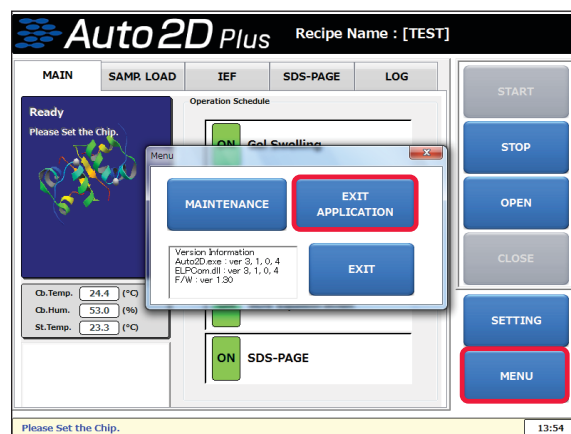 Auto2D Plus Recipe Name : [TEST]
MAIN SAMP. LOAD IEF SDS-PAGE LOG
Ready
Please Set the Chip.
Operation Schedule
ON Gel Swelling
Menu
MAINTENANCE
EXIT
APPLICATION
Version Information
Auto2D.exe : ver 3, 1, 0, 4
ELPCom.dll : ver 3, 1, 0, 4
F/W : ver 1.30
EXIT
Cb.Temp. 24.4 (°C)
Cb.Hum. 53.0 (%)
St.Temp. 23.3 (°C)
ON SDS-PAGE
START
STOP
OPEN
CLOSE
SETTING
MENU
Please Set the Chip. 13:54